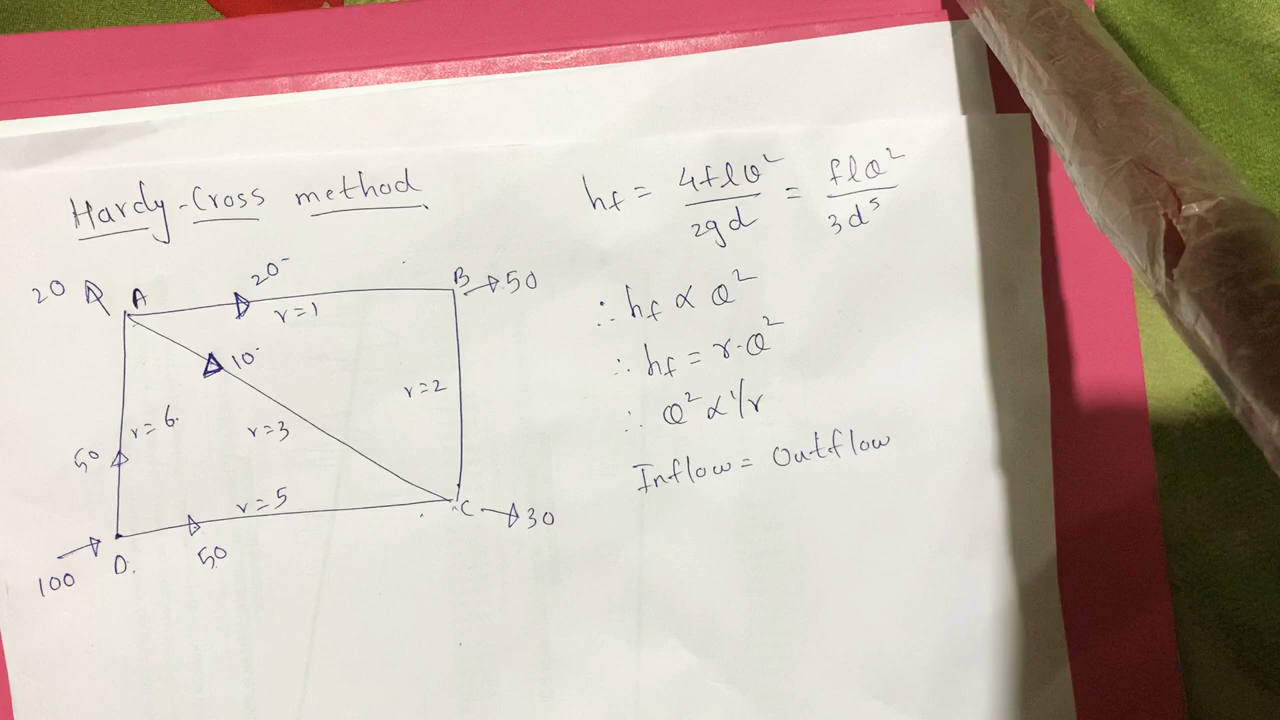 Hardy-Cross method
hf = 4flQ²/2gd = flQ²/3d⁵
∴ hf ∝ Q²
∴ hf = r·Q²
∴ Q² ∝ 1/r
Inflow = Outflow
20 A 20 B 50
r=1
10
r=2
r=6
r=3
50
r=5
C 30
50
100 D.